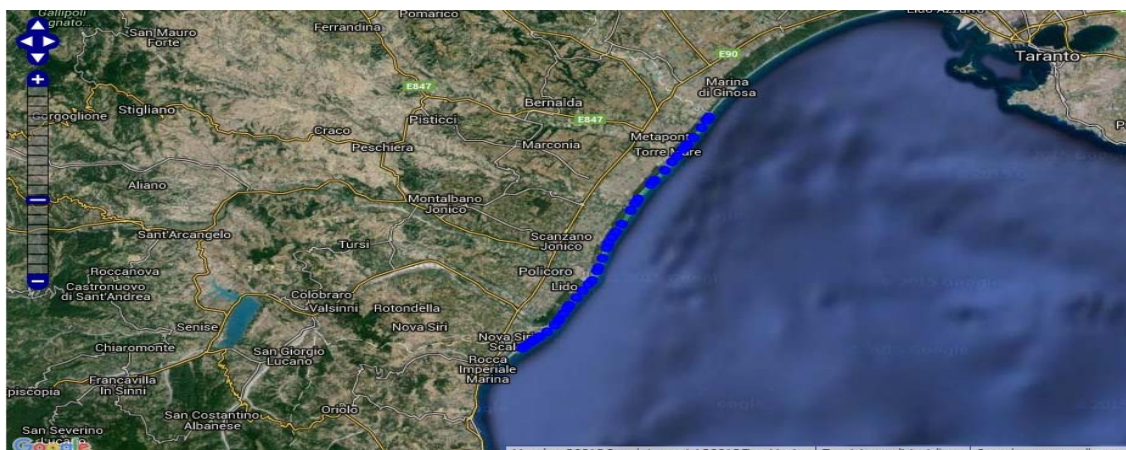 Gallipoli
San Mauro
Forte
Ferrandina
Pomarico
E90
Taranto
Marina
di Ginosa
E847
Bernalda
E847
Stigliano
Gorgoglione
Pisticci
Craco
Marconia
Metapont
Torre Mare
Peschiera
Aliano
Montalbano
Jonico
Sant'Arcangelo
Tursi
Scanzano
Jonico
Roccanova
Policoro
Lido
Castronuovo
di Sant'Andrea
Colobraro
Valsinni
Rotondella
Senise
Nova Siri
Nova Siri
Scal
Chiaromonte
San Giorgio
Lucano
Rocca
Imperiale
Marina
Francavilla
In Sinni
Episcopia
San Costantino
Albanese
Oriolo
San Severino
Lucano
Google